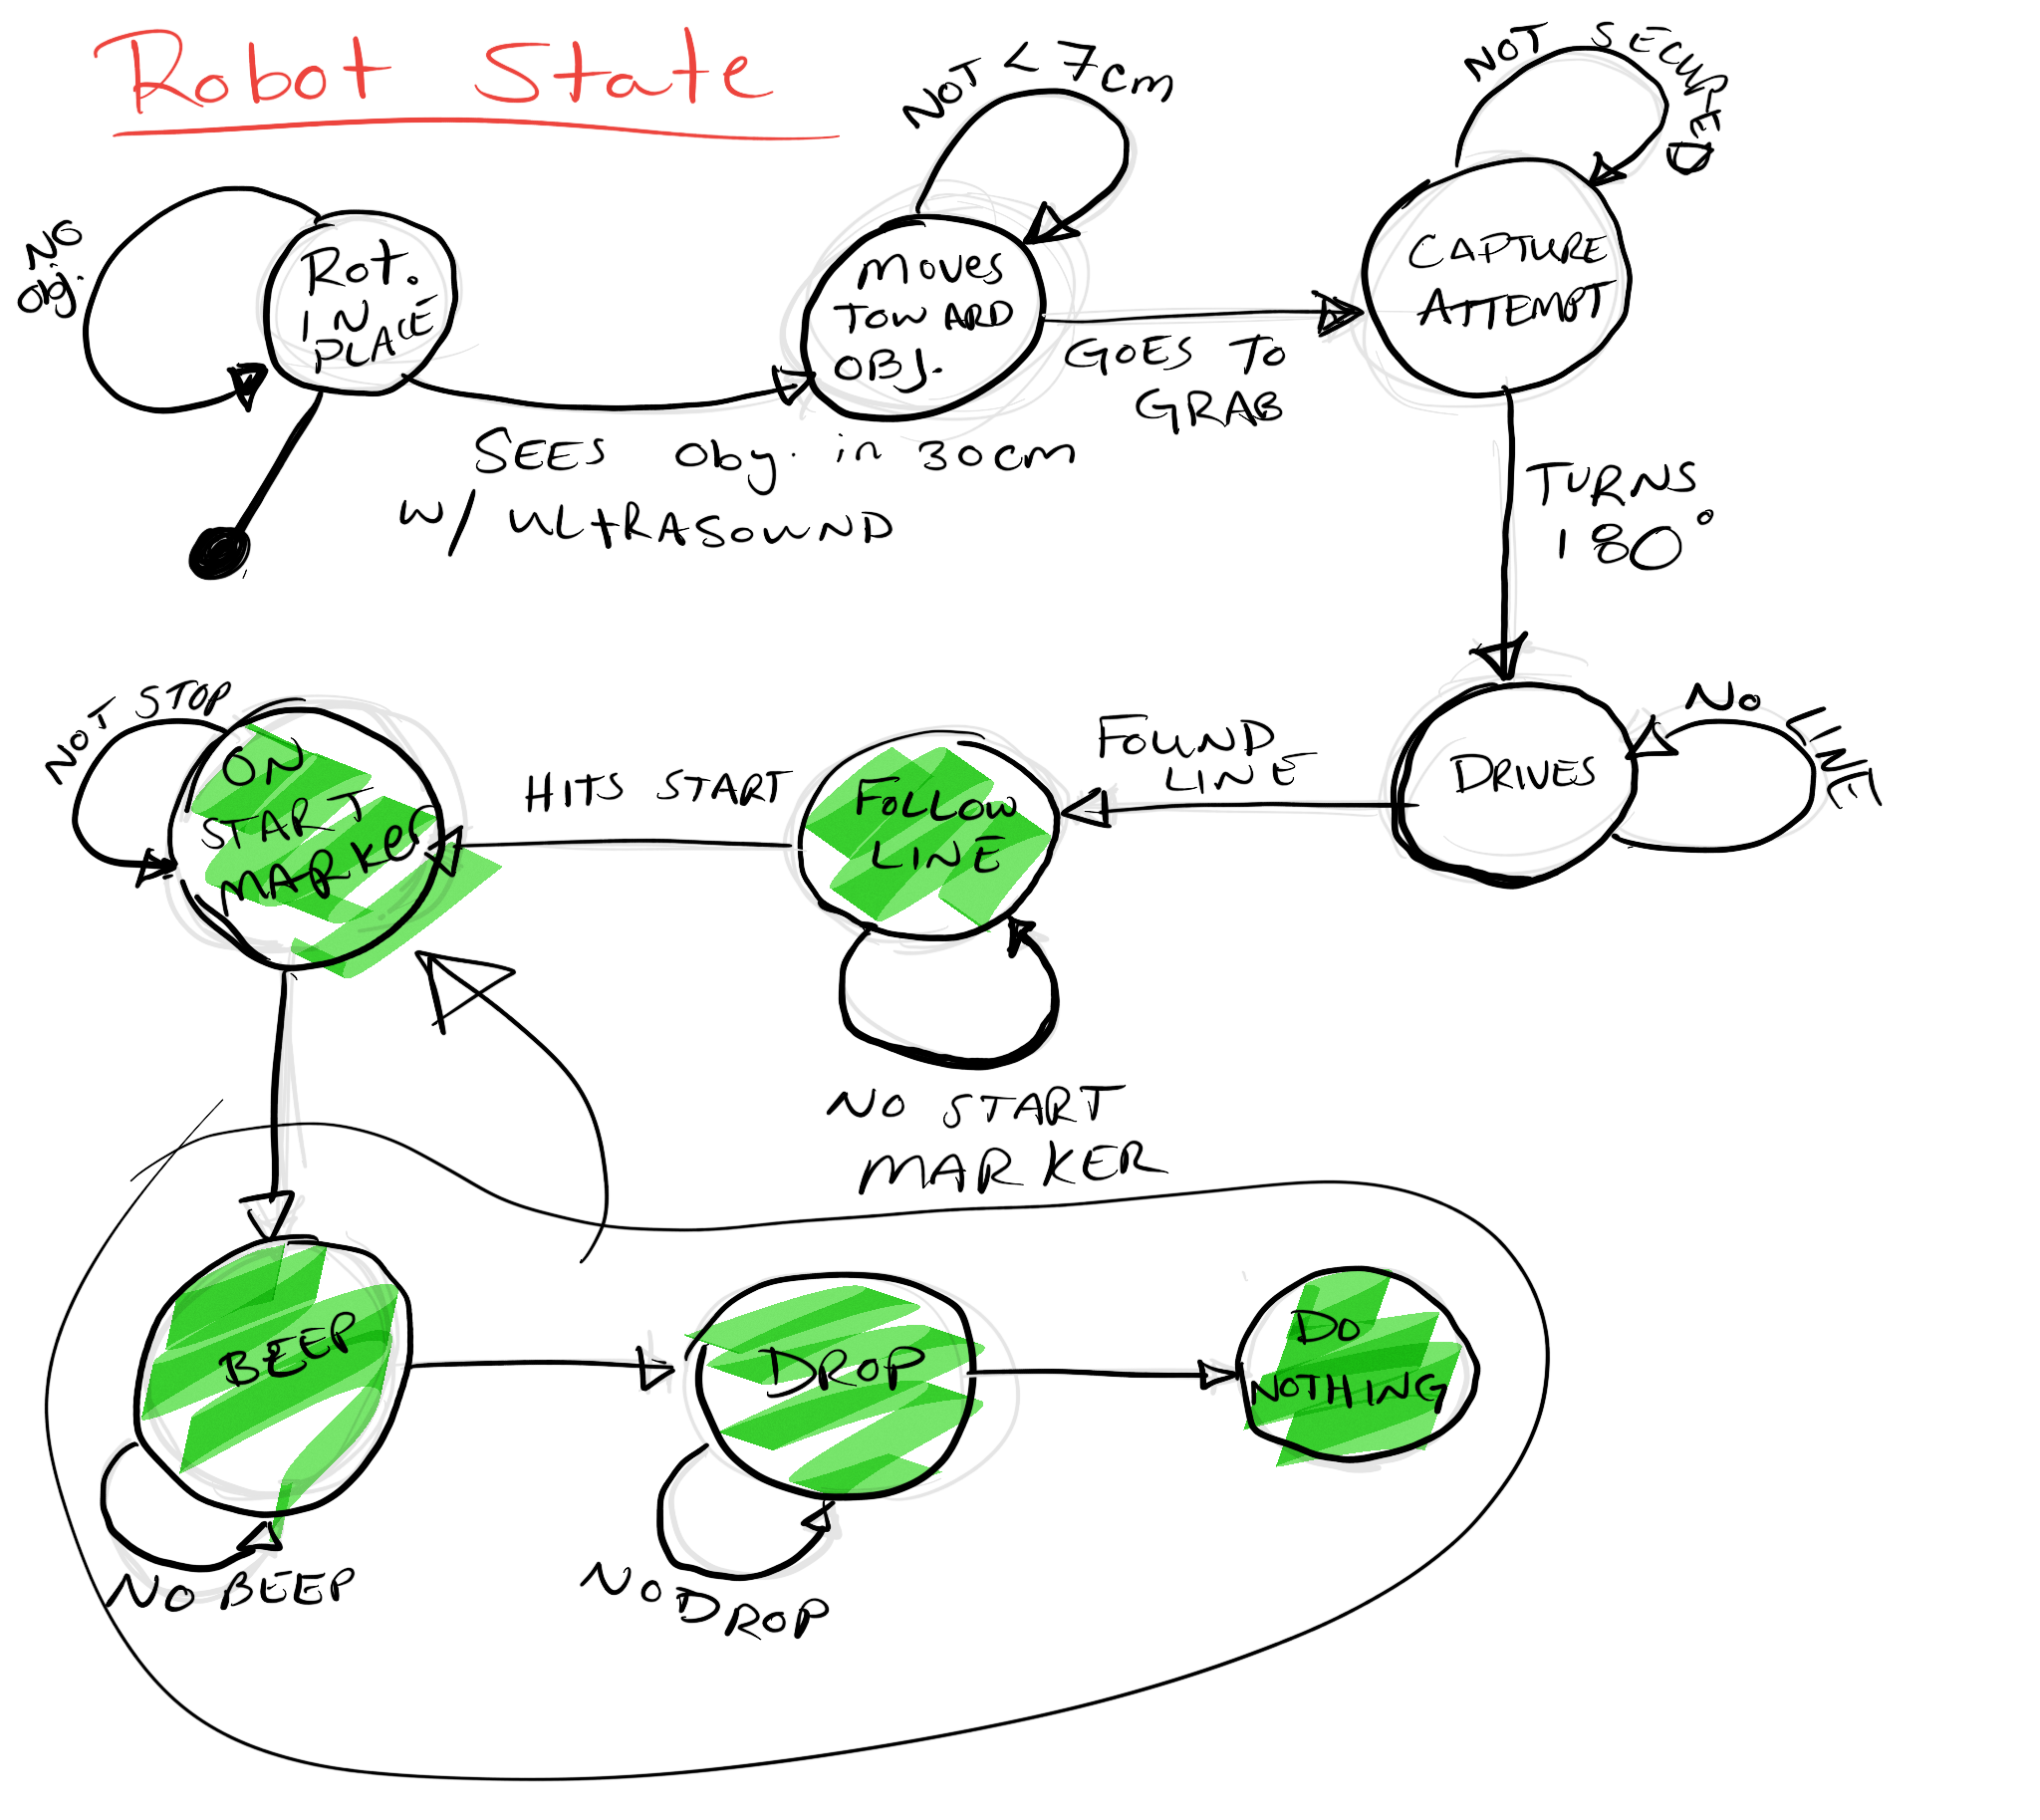 Robot State
NOT < 7cm
NOT SECURED
NO
Obj.
Rot.
IN
PLACE
MOVES
TOWARD
OBJ.
CAPTURE
ATTEMPT
GOES TO
GRAB
SEES Obj. in 30cm
W/ ULTRASOUND
TURNS
180°
NOT STOP
ON
START
MARKER
HITS START
FOLLOW
LINE
FOUND
LINE
DRIVES
NO LINE
NO START
MARKER
BEEP
DROP
DO
NOTHING
NO BEEP
NO DROP